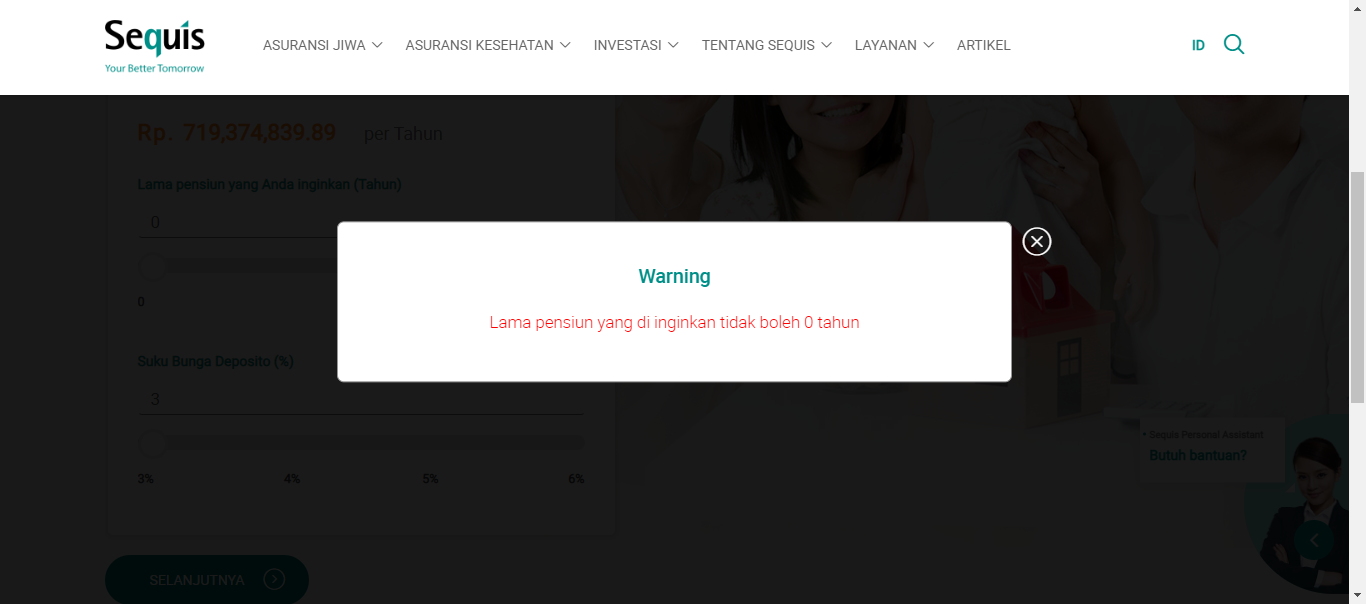 Sequis
Your Better Tomorrow
ASURANSI JIWA
ASURANSI KESEHATAN
INVESTASI
TENTANG SEQUIS
LAYANAN
ARTIKEL
ID
Rp. 719,374,839.89 per Tahun
Lama pensiun yang Anda inginkan (Tahun)
0
0
Warning
Lama pensiun yang di inginkan tidak boleh 0 tahun
Suku Bunga Deposito (%)
3
3% 4% 5% 6%
• Sequis Personal Assistant
Butuh bantuan?
SELANJUTNYA